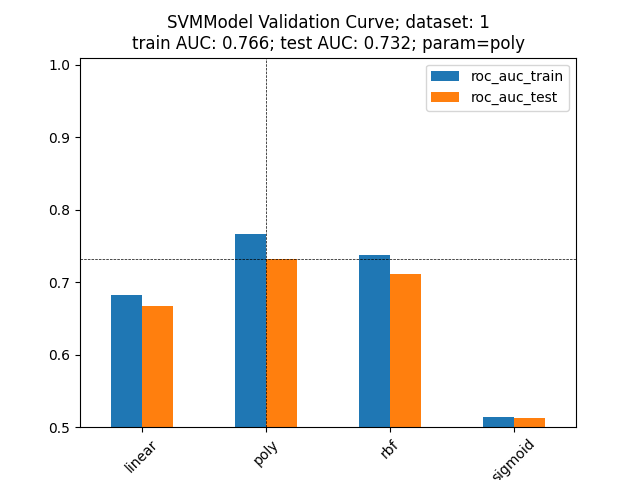 SVMModel Validation Curve; dataset: 1
train AUC: 0.766; test AUC: 0.732; param=poly
1.0
0.9
0.8
0.7
0.6
0.5
roc_auc_train
roc_auc_test
linear
poly
rbf
sigmoid